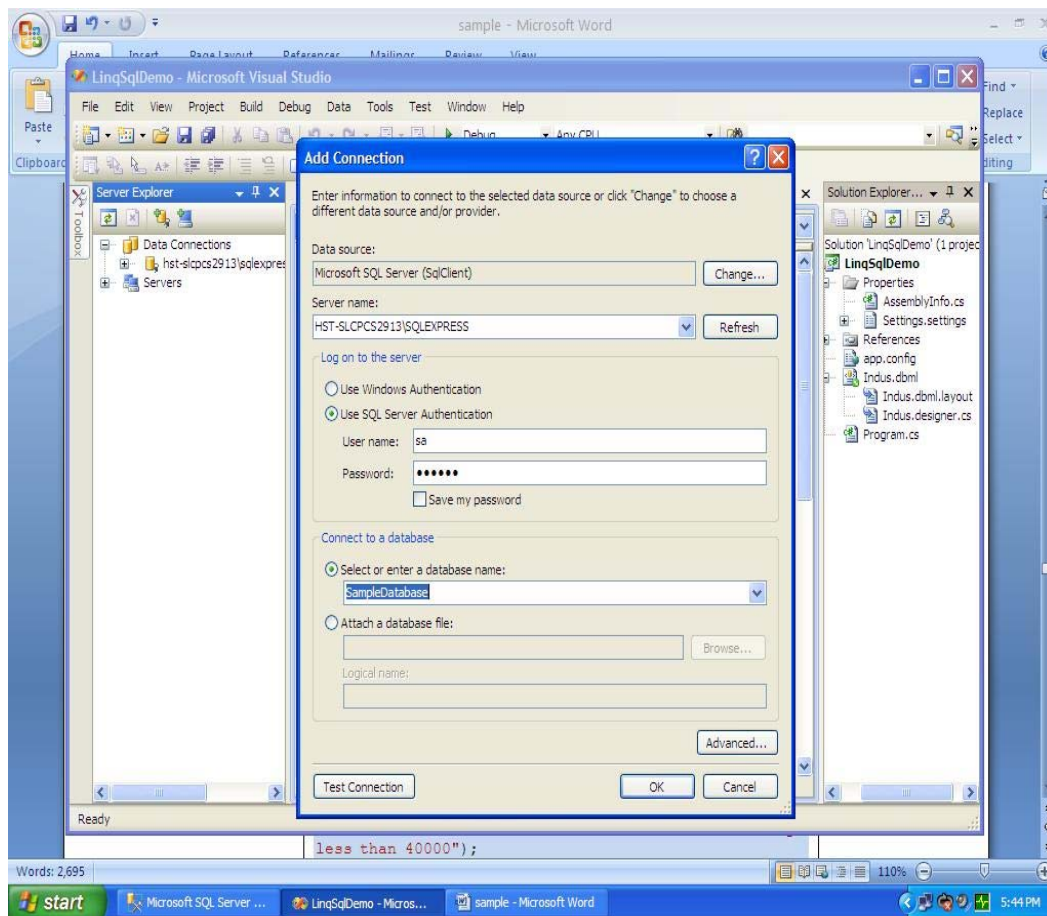 sample - Microsoft Word
Home Insert Page Layout References Mailings Review View
Paste
Clipboard
Find
Replace
Select
diting
LinqSqlDemo - Microsoft Visual Studio
File Edit View Project Build Debug Data Tools Test Window Help
Debug Any CPU
Toolbox
Server Explorer
Data Connections
hst-slcpcs2913\sqlexpres
Servers
Add Connection
Enter information to connect to the selected data source or click "Change" to choose a
different data source and/or provider.
Data source:
Microsoft SQL Server (SqlClient)
Change...
Server name:
HST-SLCPCS2913\SQLEXPRESS
Refresh
Log on to the server
Use Windows Authentication
Use SQL Server Authentication
User name: sa
Password: ••••••
Save my password
Connect to a database
Select or enter a database name:
SampleDatabase
Attach a database file:
Browse...
Logical name:
Advanced...
Test Connection OK Cancel
Solution Explorer...
Solution 'LinqSqlDemo' (1 projec
LinqSqlDemo
Properties
AssemblyInfo.cs
Settings.settings
References
app.config
Indus.dbml
Indus.dbml.layout
Indus.designer.cs
Program.cs
Ready
less than 40000");
Words: 2,695
110%
start
Microsoft SQL Server ...
LinqSqlDemo - Micros...
sample - Microsoft Word
5:44 PM